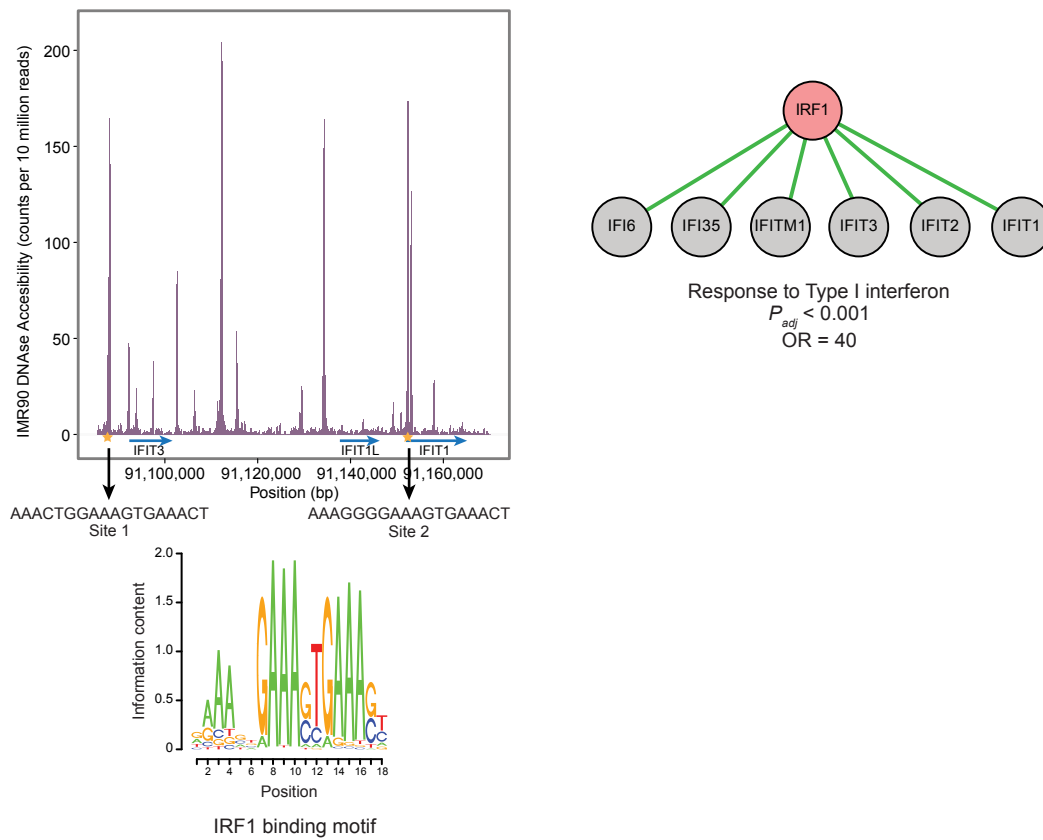 IMR90 DNAse Accesibility (counts per 10 million reads)
200
150
100
50
0
IFIT3
IFIT1L
IFIT1
91,100,000
91,120,000
91,140,000
91,160,000
Position (bp)
AAACTGGAAAGTGAAACT
Site 1
AAAGGGGAAAGTGAAACT
Site 2
IRF1
IFI6
IFI35
IFITM1
IFIT3
IFIT2
IFIT1
Response to Type I interferon
Padj < 0.001
OR = 40
Information content
2.0
1.5
1.0
0.5
0
2 4 6 8 10 12 14 16 18
Position
IRF1 binding motif